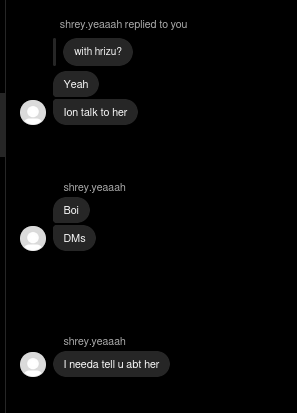 shrey.yeaaah replied to you
with hrizu?
Yeah
Ion talk to her
shrey.yeaaah
Boi
DMs
shrey.yeaaah
I needa tell u abt her